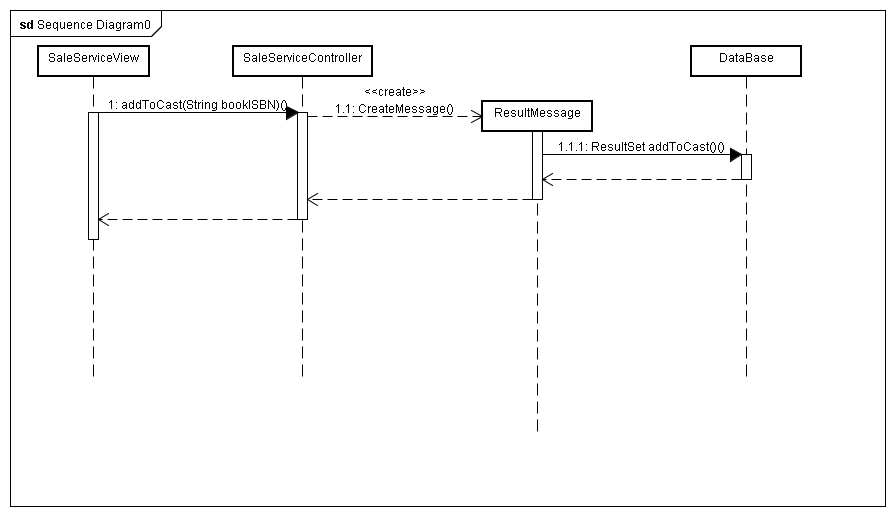 sd Sequence Diagram0
SaleServiceView
SaleServiceController
DataBase
<<create>>
1: addToCast(String bookISBN)()
1.1: CreateMessage()
ResultMessage
1.1.1: ResultSet addToCast()()